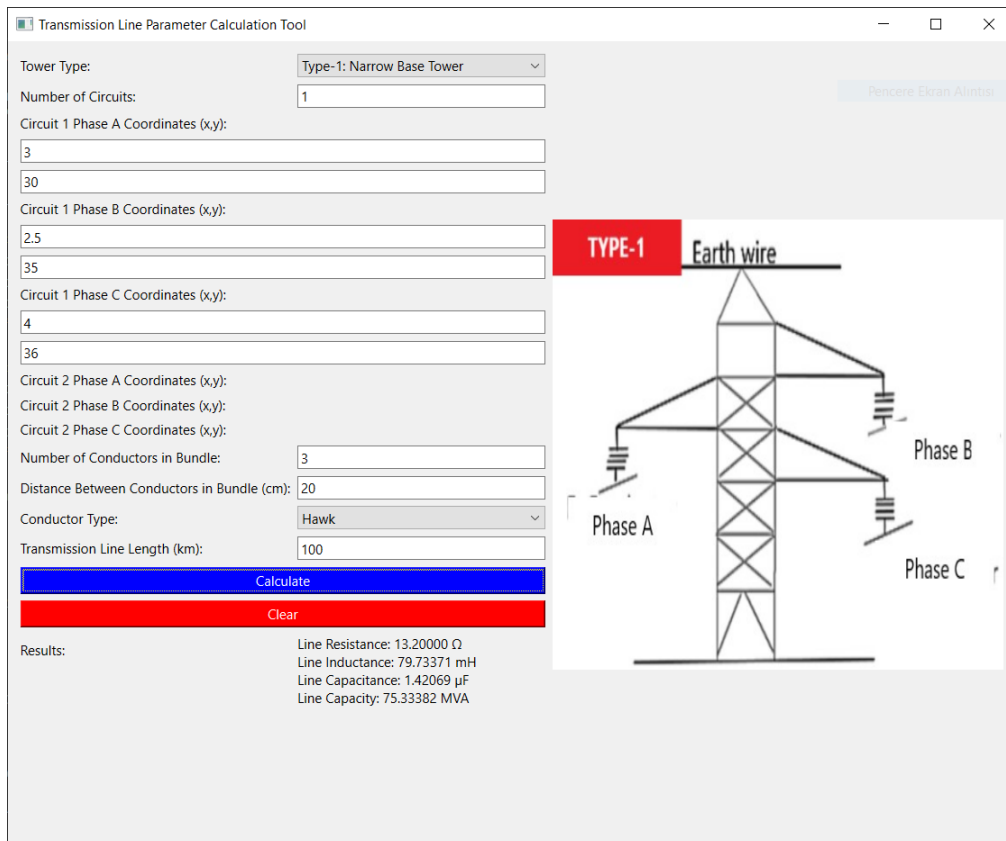 Transmission Line Parameter Calculation Tool
Tower Type:
Type-1: Narrow Base Tower
Number of Circuits:
1
Pencere Ekran Alıntısı
Circuit 1 Phase A Coordinates (x,y):
3
30
Circuit 1 Phase B Coordinates (x,y):
2.5
35
Circuit 1 Phase C Coordinates (x,y):
4
36
Circuit 2 Phase A Coordinates (x,y):
Circuit 2 Phase B Coordinates (x,y):
Circuit 2 Phase C Coordinates (x,y):
Number of Conductors in Bundle:
3
Distance Between Conductors in Bundle (cm):
20
Conductor Type:
Hawk
Transmission Line Length (km):
100
Calculate
Clear
Results:
Line Resistance: 13.20000 Ω
Line Inductance: 79.73371 mH
Line Capacitance: 1.42069 µF
Line Capacity: 75.33382 MVA
TYPE-1
Earth wire
Phase B
Phase A
Phase C